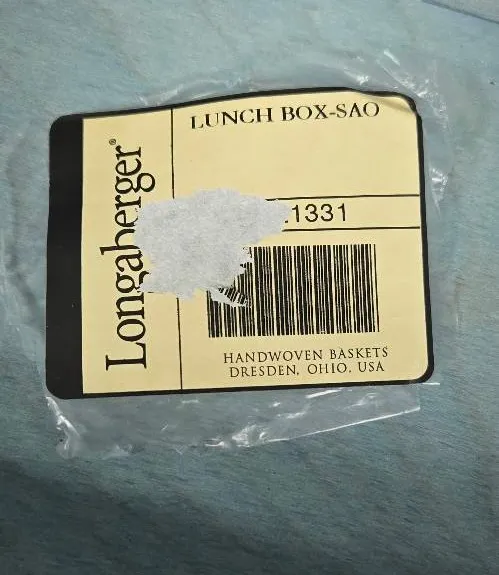 LUNCH BOX-SAO
Longaberger®
1331
HANDWOVEN BASKETS
DRESDEN, OHIO, USA